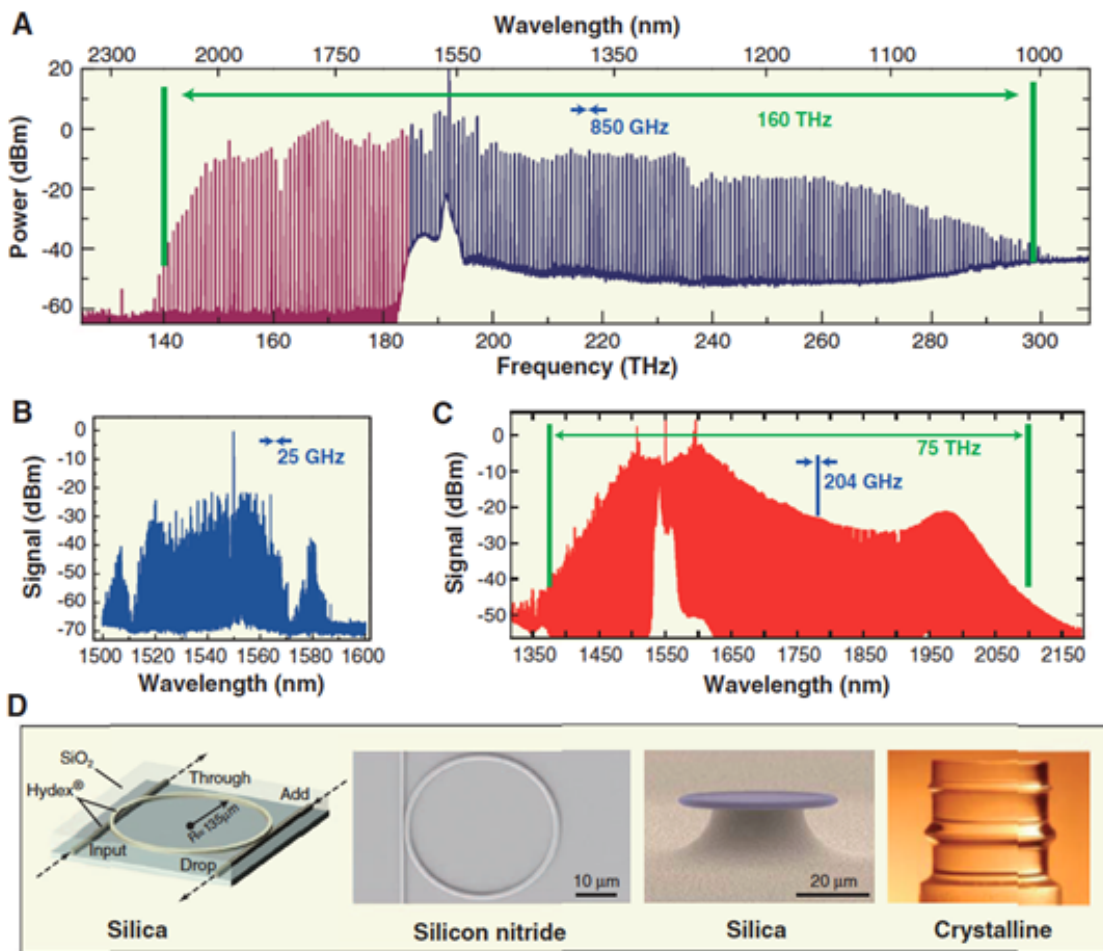 A
Wavelength (nm)
2300 2000 1750 1550 1350 1200 1100 1000
20
0
-20
-40
-60
Power (dBm)
160 THz
850 GHz
140 160 180 200 220 240 260 280 300
Frequency (THz)
B
0
-10
-20
-30
-40
-50
-60
-70
Signal (dBm)
25 GHz
1500 1520 1540 1560 1580 1600
Wavelength (nm)
C
0
-10
-20
-30
-40
-50
Signal (dBm)
75 THz
204 GHz
1350 1450 1550 1650 1750 1850 1950 2050 2150
Wavelength (nm)
D
SiO2
Hydex®
Through
Add
R=135µm
Input
Drop
Silica
10 µm
Silicon nitride
20 µm
Silica
Crystalline